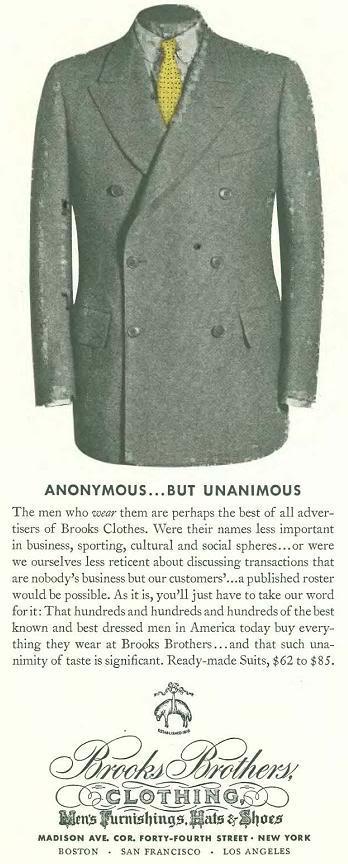 ANONYMOUS...BUT UNANIMOUS
The men who wear them are perhaps the best of all adver-
tisers of Brooks Clothes. Were their names less important
in business, sporting, cultural and social spheres...or were
we ourselves less reticent about discussing transactions that
are nobody's business but our customers'...a published roster
would be possible. As it is, you'll just have to take our word
for it: That hundreds and hundreds and hundreds of the best
known and best dressed men in America today buy every-
thing they wear at Brooks Brothers...and that such una-
nimity of taste is significant. Ready-made Suits, $62 to $85.
ESTABLISHED 1818
Brooks Brothers,
CLOTHING,
Men's Furnishings, Hats & Shoes
MADISON AVE. COR. FORTY-FOURTH STREET · NEW YORK
BOSTON · SAN FRANCISCO · LOS ANGELES